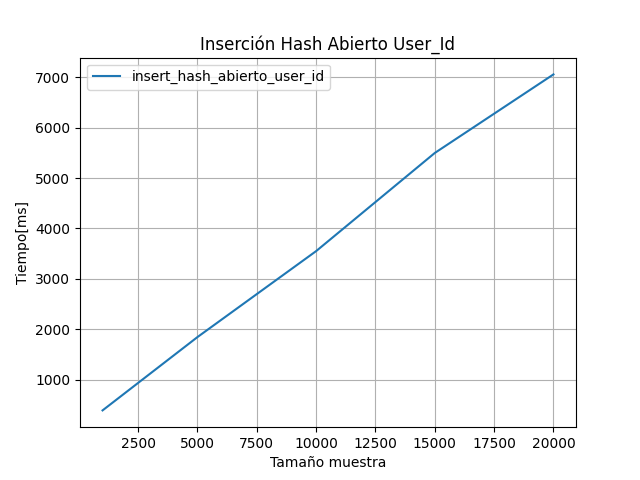 Inserción Hash Abierto User_Id
insert_hash_abierto_user_id
Tiempo[ms]
7000
6000
5000
4000
3000
2000
1000
2500 5000 7500 10000 12500 15000 17500 20000
Tamaño muestra